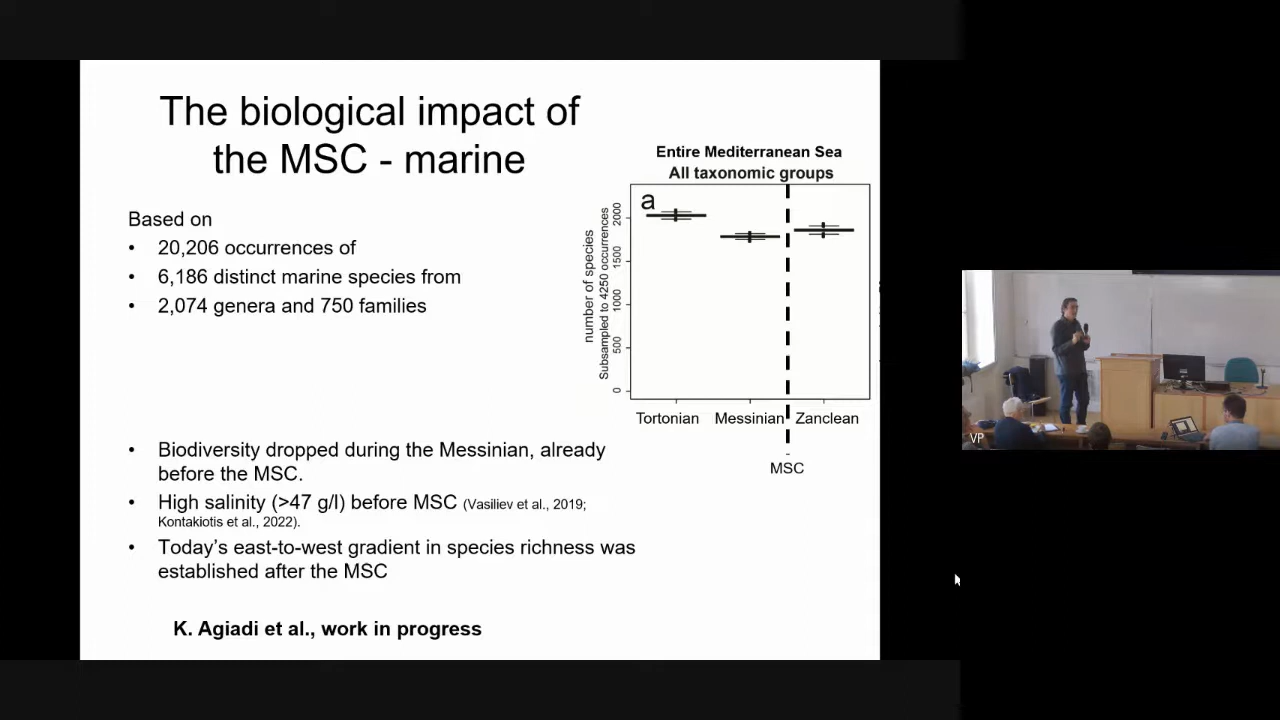 The biological impact of
the MSC - marine
Based on
• 20,206 occurrences of
• 6,186 distinct marine species from
• 2,074 genera and 750 families
• Biodiversity dropped during the Messinian, already
before the MSC.
• High salinity (>47 g/l) before MSC (Vasiliev et al., 2019;
Kontakiotis et al., 2022).
• Today's east-to-west gradient in species richness was
established after the MSC
K. Agiadi et al., work in progress
Entire Mediterranean Sea
All taxonomic groups
a
number of species
Subsampled to 4250 occurrences
2000
1500
1000
500
0
Tortonian
Messinian
Zanclean
MSC
VP